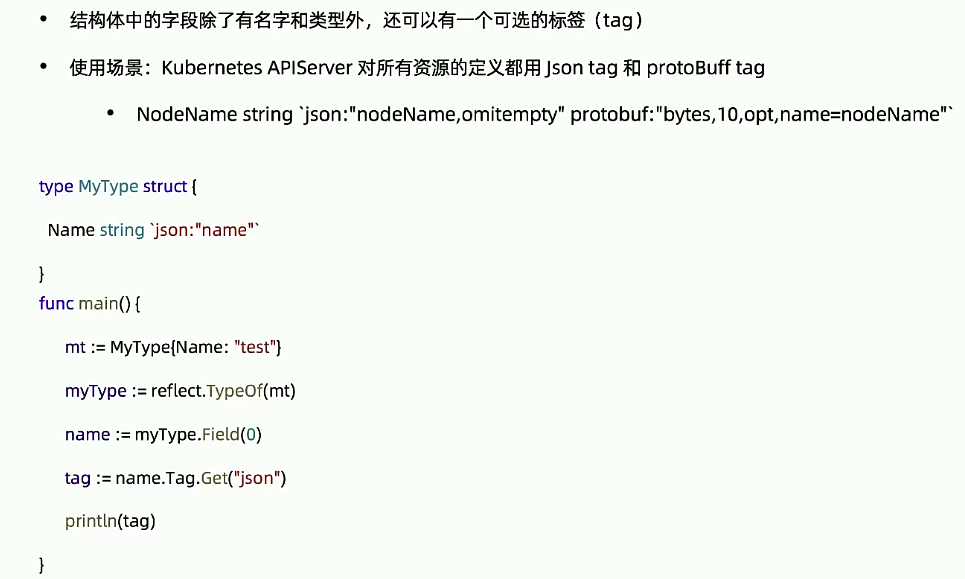 • 结构体中的字段除了有名字和类型外，还可以有一个可选的标签（tag）
• 使用场景：Kubernetes APIServer 对所有资源的定义都用 Json tag 和 protoBuff tag
• NodeName string `json:"nodeName,omitempty" protobuf:"bytes,10,opt,name=nodeName"`
type MyType struct {
Name string `json:"name"`
}
func main() {
mt := MyType{Name: "test"}
myType := reflect.TypeOf(mt)
name := myType.Field(0)
tag := name.Tag.Get("json")
println(tag)
}